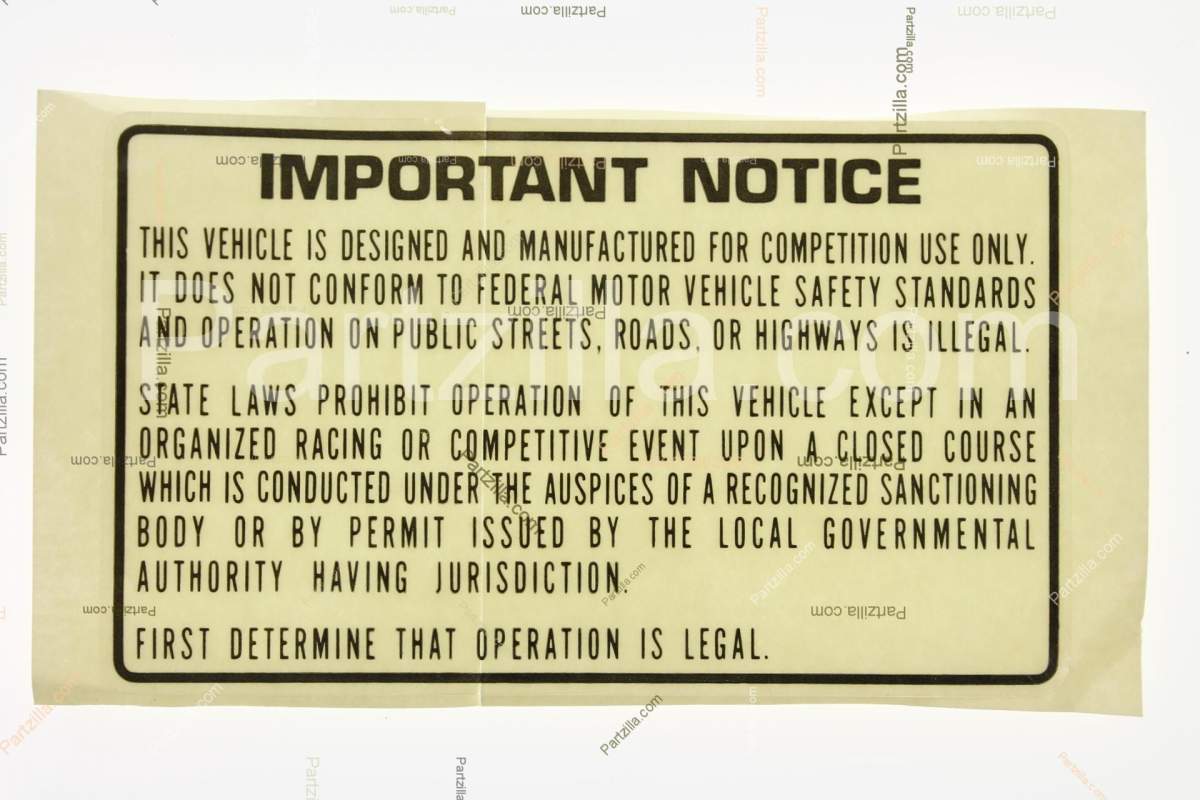 IMPORTANT NOTICE
THIS VEHICLE IS DESIGNED AND MANUFACTURED FOR COMPETITION USE ONLY.
IT DOES NOT CONFORM TO FEDERAL MOTOR VEHICLE SAFETY STANDARDS
AND OPERATION ON PUBLIC STREETS, ROADS, OR HIGHWAYS IS ILLEGAL.
STATE LAWS PROHIBIT OPERATION OF THIS VEHICLE EXCEPT IN AN
ORGANIZED RACING OR COMPETITIVE EVENT UPON A CLOSED COURSE
WHICH IS CONDUCTED UNDER THE AUSPICES OF A RECOGNIZED SANCTIONING
BODY OR BY PERMIT ISSUED BY THE LOCAL GOVERNMENTAL
AUTHORITY HAVING JURISDICTION.
FIRST DETERMINE THAT OPERATION IS LEGAL.
Partzilla.com